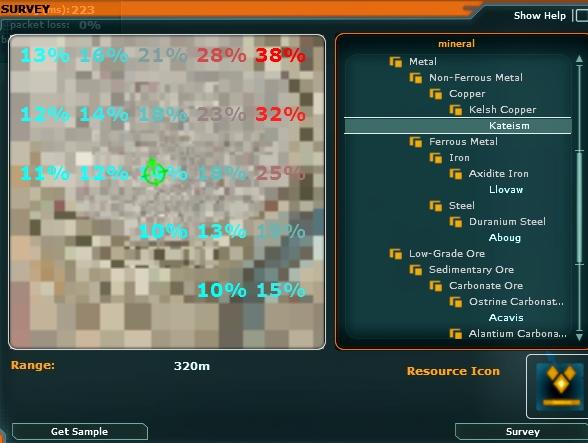 SURVEY
223
packet loss: 0%
Show Help
13% 16% 21% 28% 38%
12% 14% 18% 23% 32%
11% 12% 15% 18% 25%
10% 13% 19%
10% 15%
mineral
Metal
Non-Ferrous Metal
Copper
Kelsh Copper
Kateism
Ferrous Metal
Iron
Axidite Iron
Llovaw
Steel
Duranium Steel
Aboug
Low-Grade Ore
Sedimentary Ore
Carbonate Ore
Ostrine Carbonat...
Acavis
Alantium Carbona...
Range: 320m
Resource Icon
Get Sample
Survey